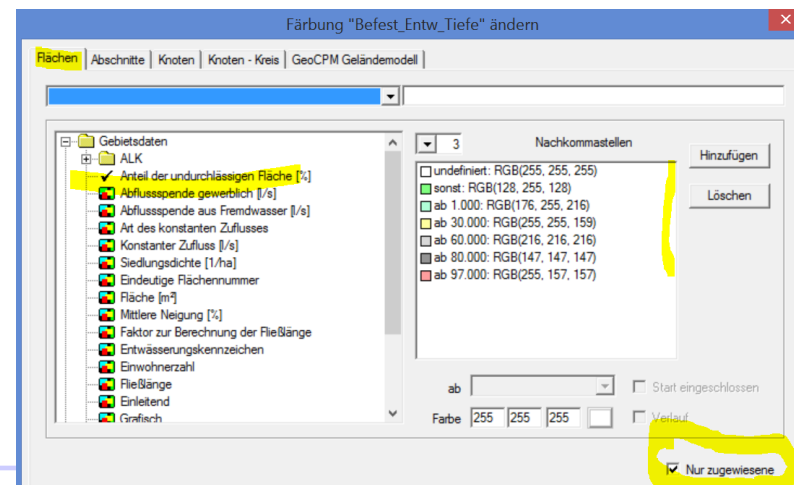 Färbung "Befest_Entw_Tiefe" ändern
Flächen Abschnitte Knoten Knoten - Kreis GeoCPM Geländemodell
Gebietsdaten
ALK
Anteil der undurchlässigen Fläche [%]
Abflussspende gewerblich [l/s]
Abflussspende aus Fremdwasser [l/s]
Art des konstanten Zuflusses
Konstanter Zufluss [l/s]
Siedlungsdichte [1/ha]
Eindeutige Flächennummer
Fläche [m²]
Mittlere Neigung [%]
Faktor zur Berechnung der Fließlänge
Entwässerungskennzeichen
Einwohnerzahl
Fließlänge
Einleitend
Grafisch
3 Nachkommastellen
undefiniert: RGB(255, 255, 255)
sonst: RGB(128, 255, 128)
ab 1.000: RGB(176, 255, 216)
ab 30.000: RGB(255, 255, 159)
ab 60.000: RGB(216, 216, 216)
ab 80.000: RGB(147, 147, 147)
ab 97.000: RGB(255, 157, 157)
Hinzufügen
Löschen
ab
Start eingeschlossen
Farbe 255 255 255
Verlauf
Nur zugewiesene